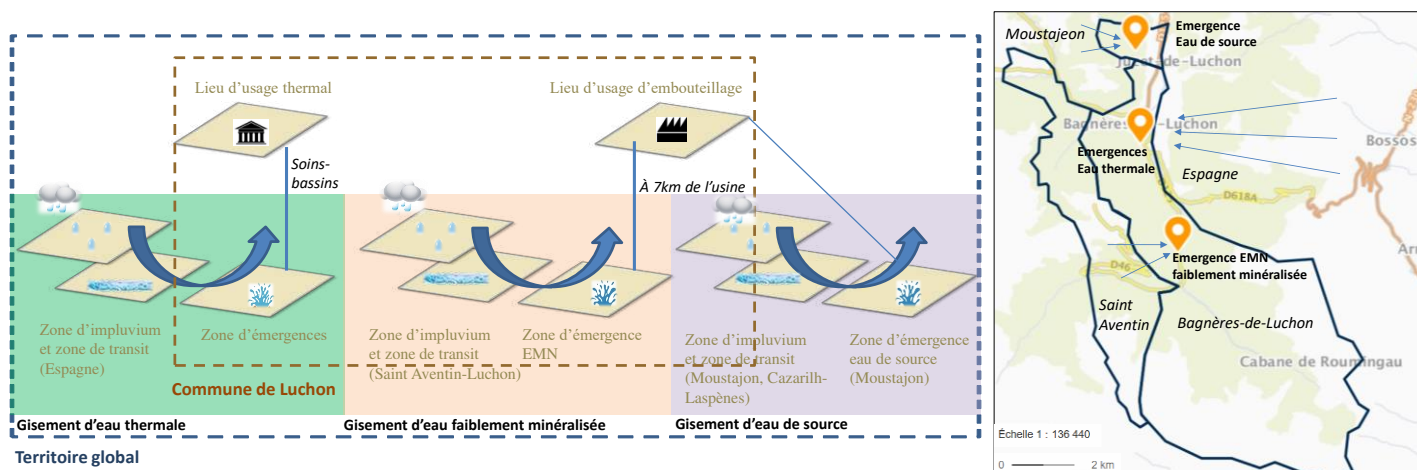 Lieu d'usage thermal
Lieu d'usage d'embouteillage
Soins-
bassins
À 7km de l'usine
Zone d'impluvium
et zone de transit
(Espagne)
Zone d'émergences
Zone d'impluvium
et zone de transit
(Saint Aventin-Luchon)
Zone d'émergence
EMN
Zone d'impluvium
et zone de transit
(Moustajon, Cazarilh-
Laspènes)
Zone d'émergence
eau de source
(Moustajon)
Commune de Luchon
Gisement d'eau thermale
Gisement d'eau faiblement minéralisée
Gisement d'eau de source
Territoire global
Moustajeon
Emergence
Eau de source
de-Luchon
Bagnères
Luchon
Emergences
Eau thermale
Espagne
Bossos
D618A
Emergence EMN
faiblement minéralisée
D46
Saint
Aventin
Bagnères-de-Luchon
Cabane de Roumingau
Échelle 1 : 136 440
0
2 km